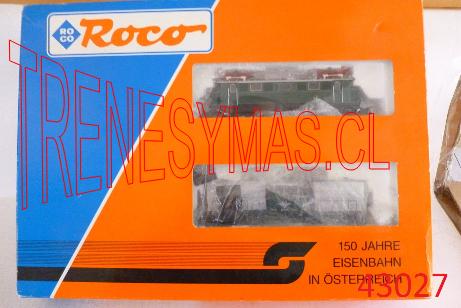 ROCO
Roco
TRENESYMAS.CL
150 JAHRE
EISENBAHN
IN ÖSTERREICH
43027